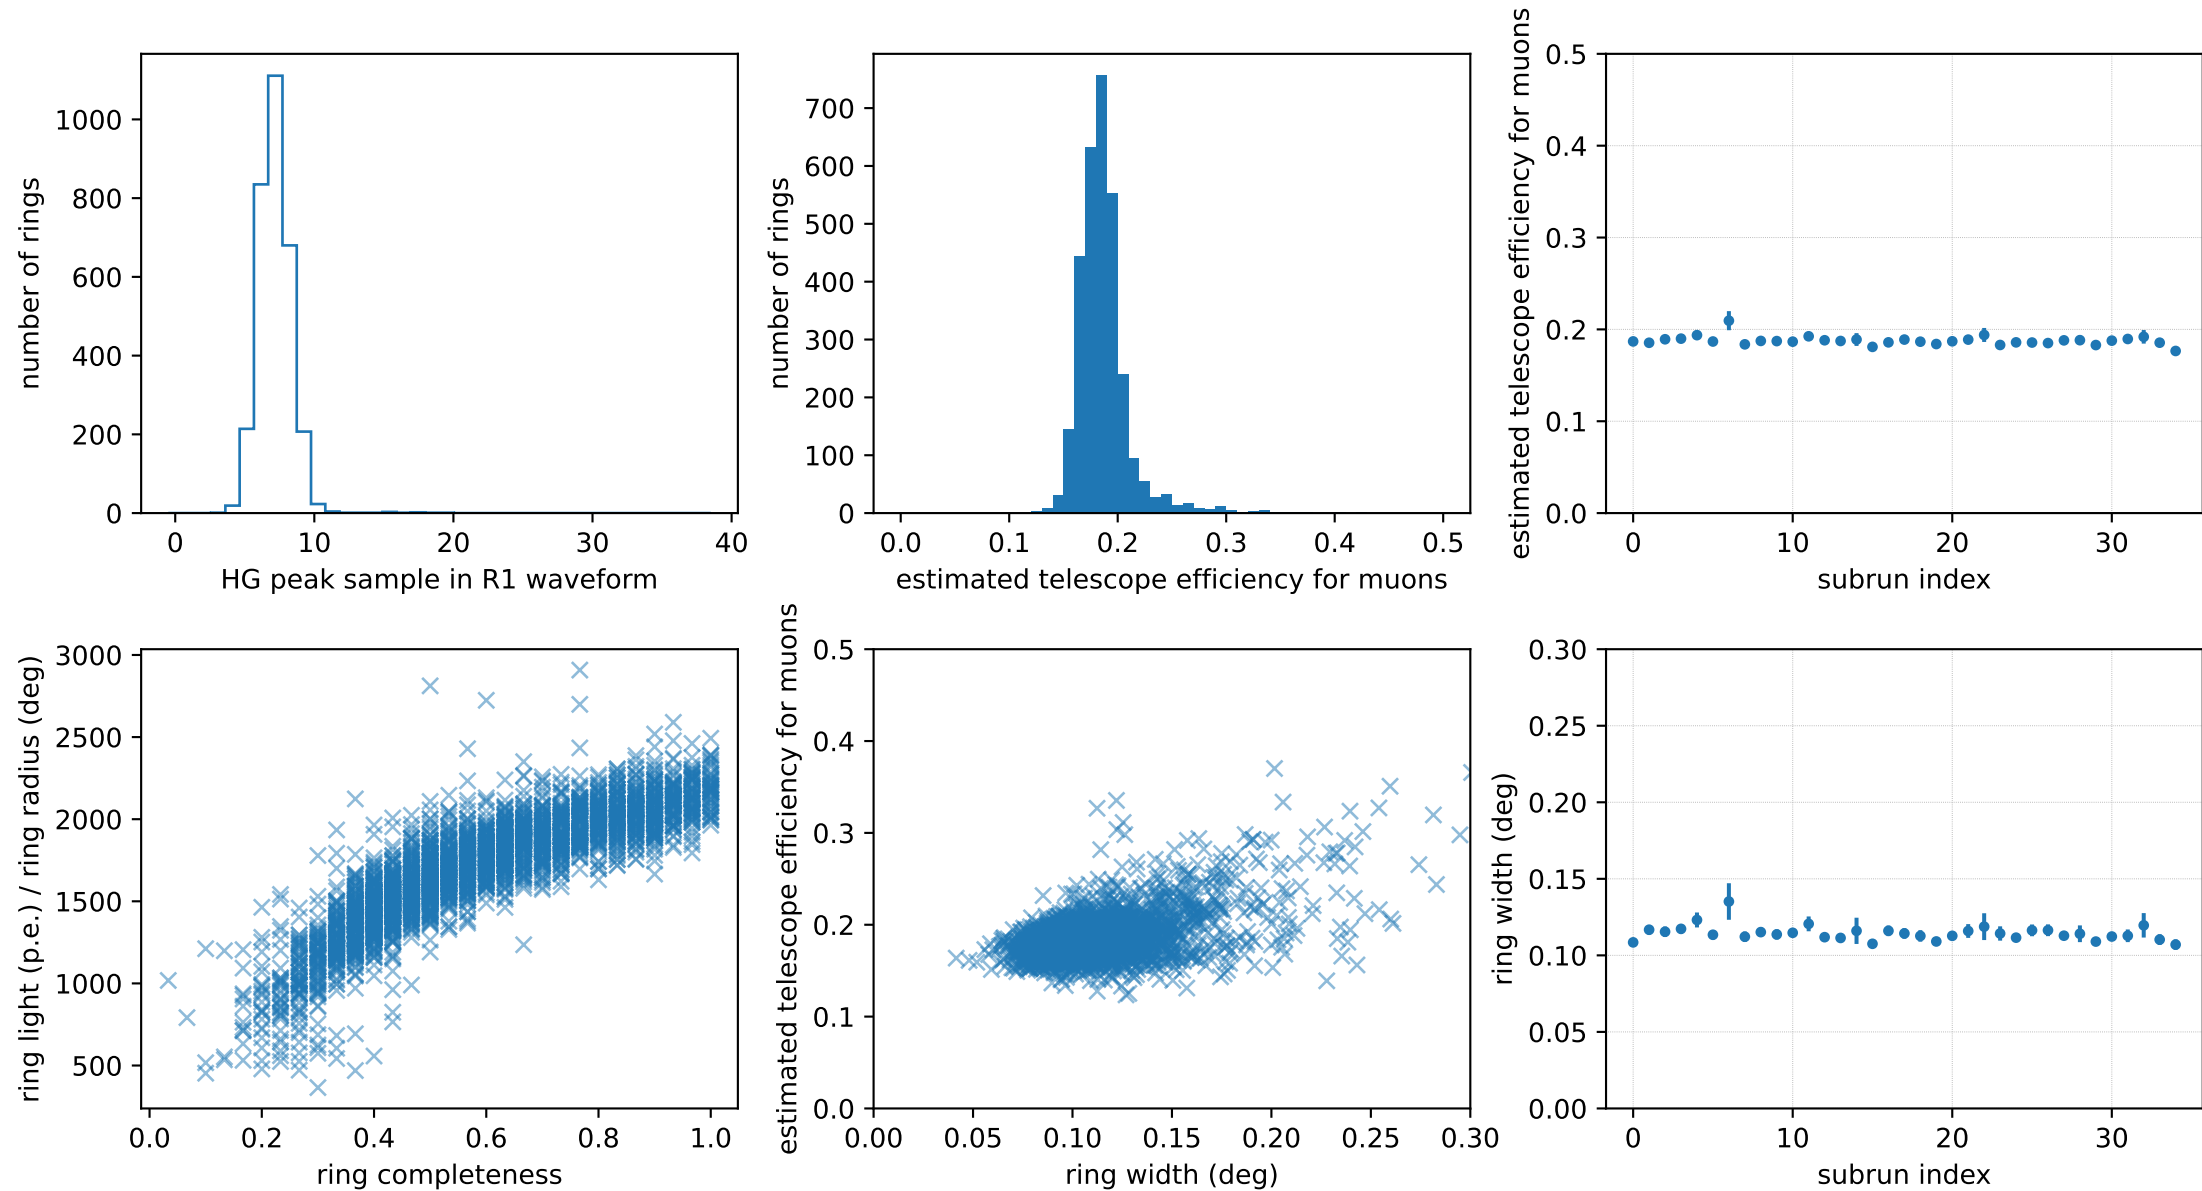 1000
800
600
400
200
0
number of rings
0 10 20 30 40
HG peak sample in R1 waveform
700
600
500
400
300
200
100
0
number of rings
0.0 0.1 0.2 0.3 0.4 0.5
estimated telescope efficiency for muons
0.5
0.4
0.3
0.2
0.1
0.0
estimated telescope efficiency for muons
0 10 20 30
subrun index
3000
2500
2000
1500
1000
500
ring light (p.e.) / ring radius (deg)
0.0 0.2 0.4 0.6 0.8 1.0
ring completeness
0.5
0.4
0.3
0.2
0.1
0.0
estimated telescope efficiency for muons
0.00 0.05 0.10 0.15 0.20 0.25 0.30
ring width (deg)
0.30
0.25
0.20
0.15
0.10
0.05
0.00
ring width (deg)
0 10 20 30
subrun index